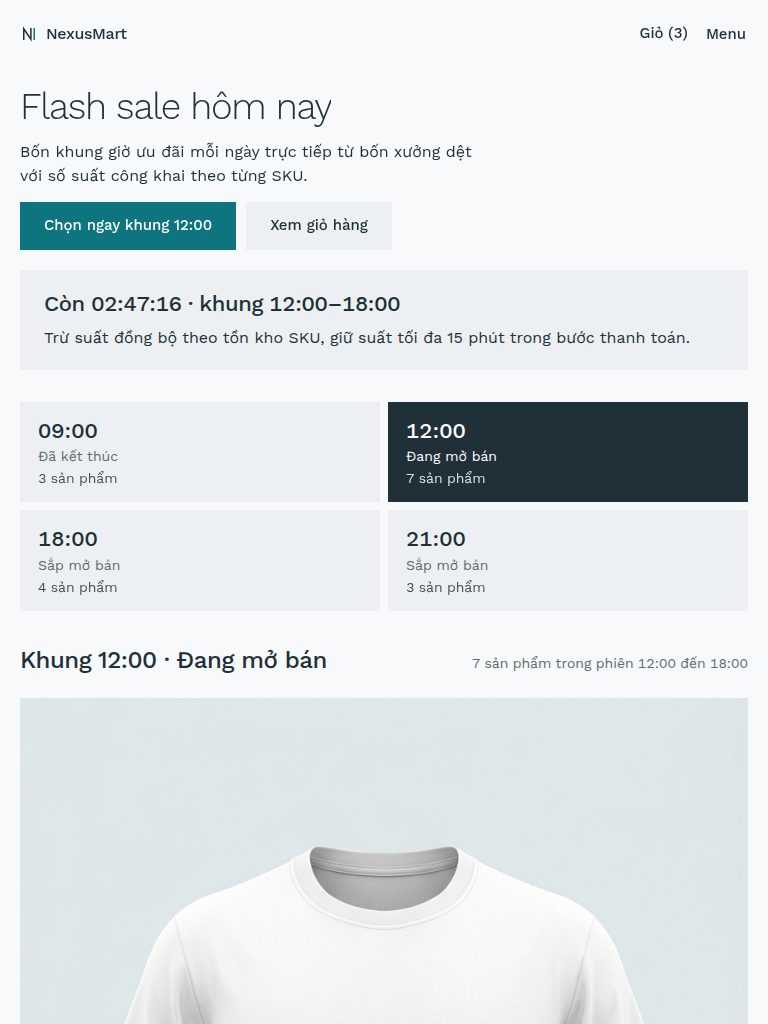 NexusMart
Giỏ (3)
Menu
Flash sale hôm nay
Bốn khung giờ ưu đãi mỗi ngày trực tiếp từ bốn xưởng dệt
với số suất công khai theo từng SKU.
Chọn ngay khung 12:00
Xem giỏ hàng
Còn 02:47:16 · khung 12:00–18:00
Trừ suất đồng bộ theo tồn kho SKU, giữ suất tối đa 15 phút trong bước thanh toán.
09:00
Đã kết thúc
3 sản phẩm
12:00
Đang mở bán
7 sản phẩm
18:00
Sắp mở bán
4 sản phẩm
21:00
Sắp mở bán
3 sản phẩm
Khung 12:00 · Đang mở bán
7 sản phẩm trong phiên 12:00 đến 18:00